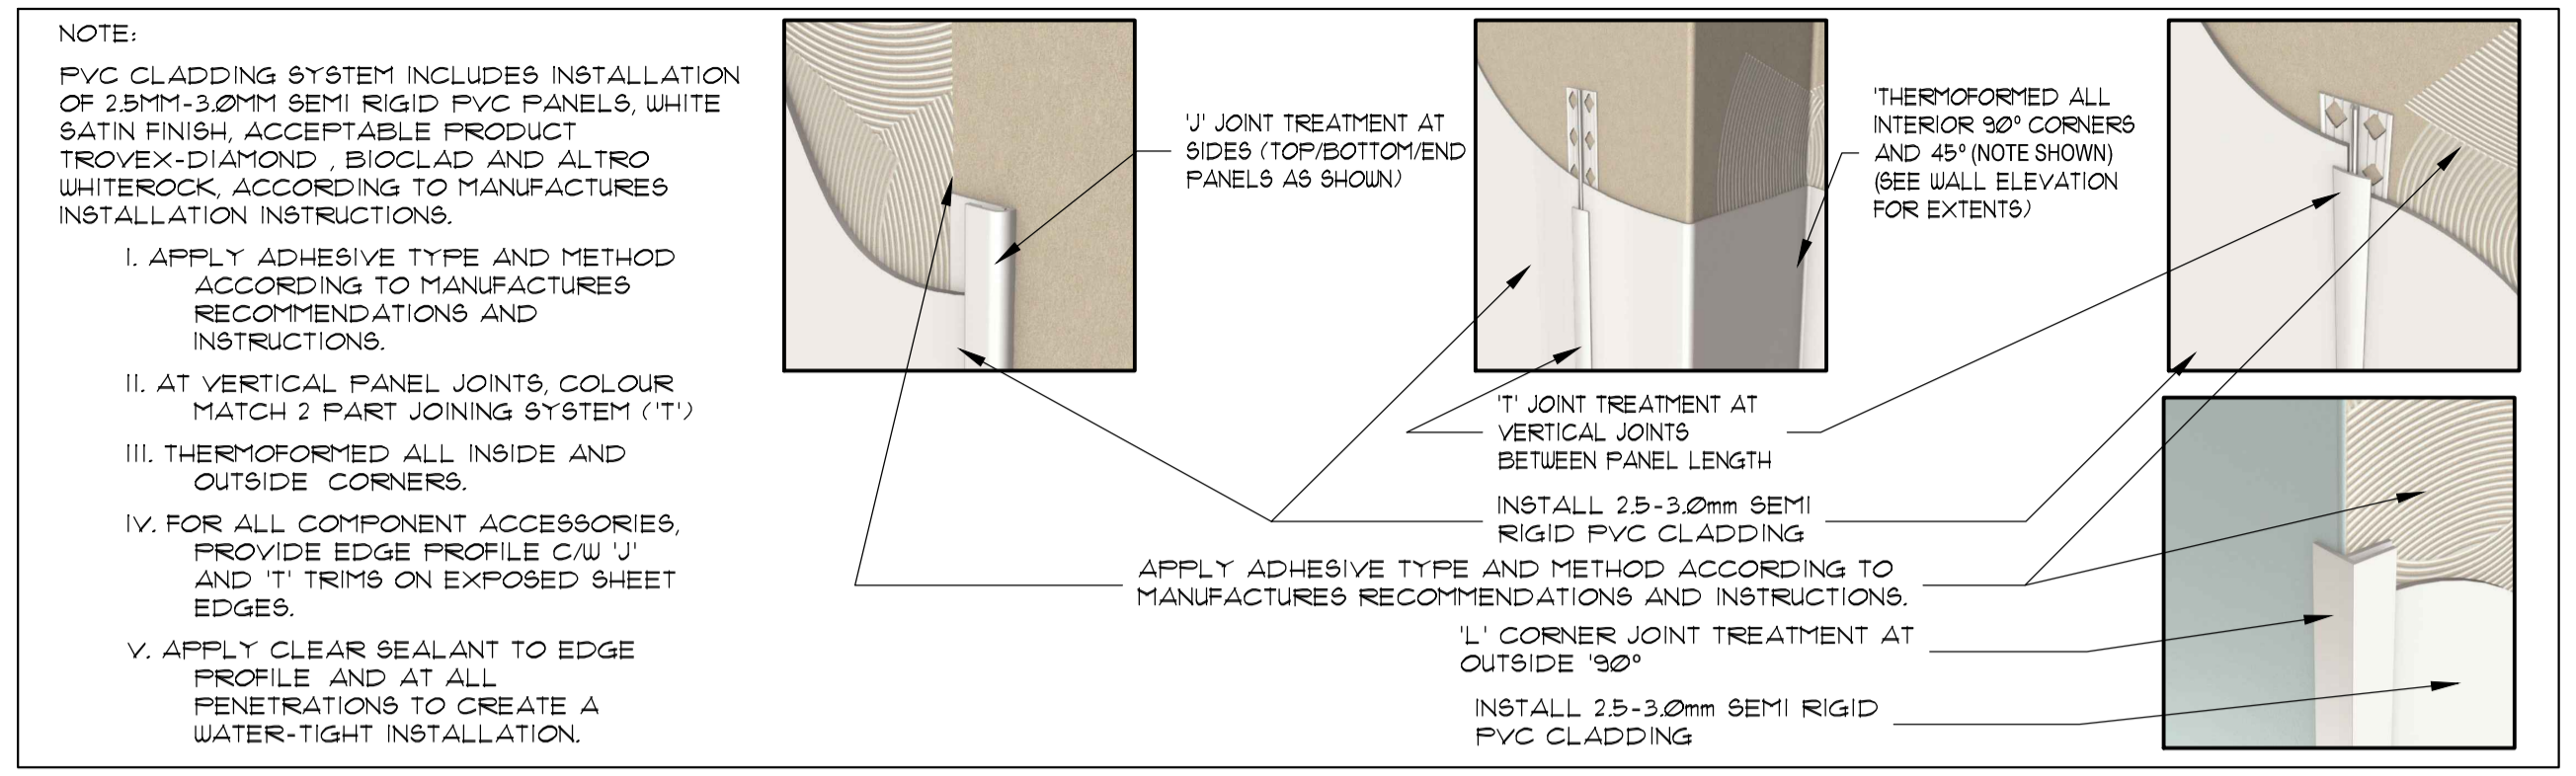 NOTE:
PVC CLADDING SYSTEM INCLUDES INSTALLATION
OF 2.5MM-3.0MM SEMI RIGID PVC PANELS, WHITE
SATIN FINISH, ACCEPTABLE PRODUCT
TROVEX-DIAMOND , BIOCLAD AND ALTRO
WHITEROCK, ACCORDING TO MANUFACTURES
INSTALLATION INSTRUCTIONS.
I. APPLY ADHESIVE TYPE AND METHOD
ACCORDING TO MANUFACTURES
RECOMMENDATIONS AND
INSTRUCTIONS.
II. AT VERTICAL PANEL JOINTS, COLOUR
MATCH 2 PART JOINING SYSTEM ('T')
III. THERMOFORMED ALL INSIDE AND
OUTSIDE CORNERS.
IV. FOR ALL COMPONENT ACCESSORIES,
PROVIDE EDGE PROFILE C/W 'J'
AND 'T' TRIMS ON EXPOSED SHEET
EDGES.
V. APPLY CLEAR SEALANT TO EDGE
PROFILE AND AT ALL
PENETRATIONS TO CREATE A
WATER-TIGHT INSTALLATION.
'J' JOINT TREATMENT AT
SIDES (TOP/BOTTOM/END
PANELS AS SHOWN)
'THERMOFORMED ALL
INTERIOR 90° CORNERS
AND 45° (NOTE SHOWN)
(SEE WALL ELEVATION
FOR EXTENTS)
'T' JOINT TREATMENT AT
VERTICAL JOINTS
BETWEEN PANEL LENGTH
INSTALL 2.5-3.0mm SEMI
RIGID PVC CLADDING
APPLY ADHESIVE TYPE AND METHOD ACCORDING TO
MANUFACTURES RECOMMENDATIONS AND INSTRUCTIONS.
'L' CORNER JOINT TREATMENT AT
OUTSIDE '90°
INSTALL 2.5-3.0mm SEMI RIGID
PVC CLADDING